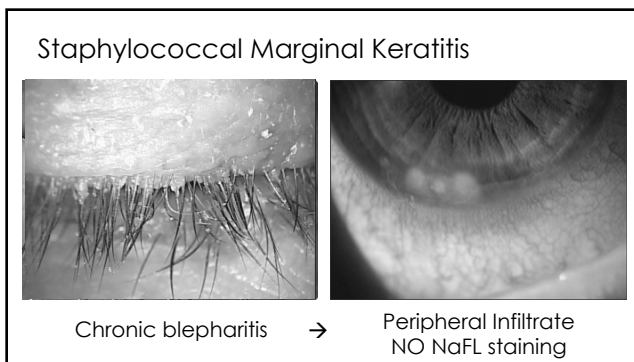 Staphylococcal Marginal Keratitis
Chronic blepharitis → Peripheral Infiltrate
NO NaFL staining